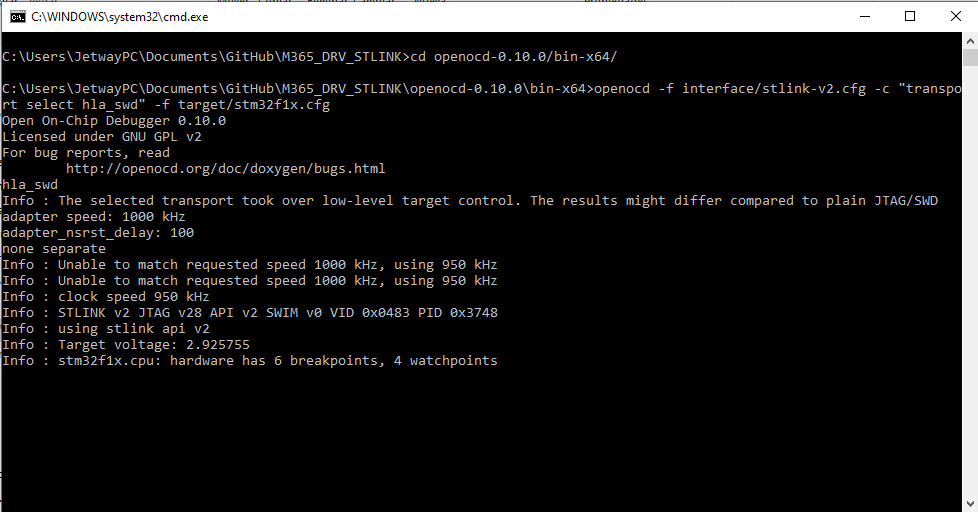 C:\WINDOWS\system32\cmd.exe
C:\Users\JetwayPC\Documents\GitHub\M365_DRV_STLINK>cd openocd-0.10.0/bin-x64/
C:\Users\JetwayPC\Documents\GitHub\M365_DRV_STLINK\openocd-0.10.0\bin-x64>openocd -f interface/stlink-v2.cfg -c "transpo
rt select hla_swd" -f target/stm32f1x.cfg
Open On-Chip Debugger 0.10.0
Licensed under GNU GPL v2
For bug reports, read
http://openocd.org/doc/doxygen/bugs.html
hla_swd
Info : The selected transport took over low-level target control. The results might differ compared to plain JTAG/SWD
adapter speed: 1000 kHz
adapter_nsrst_delay: 100
none separate
Info : Unable to match requested speed 1000 kHz, using 950 kHz
Info : Unable to match requested speed 1000 kHz, using 950 kHz
Info : clock speed 950 kHz
Info : STLINK v2 JTAG v28 API v2 SWIM v0 VID 0x0483 PID 0x3748
Info : using stlink api v2
Info : Target voltage: 2.925755
Info : stm32f1x.cpu: hardware has 6 breakpoints, 4 watchpoints